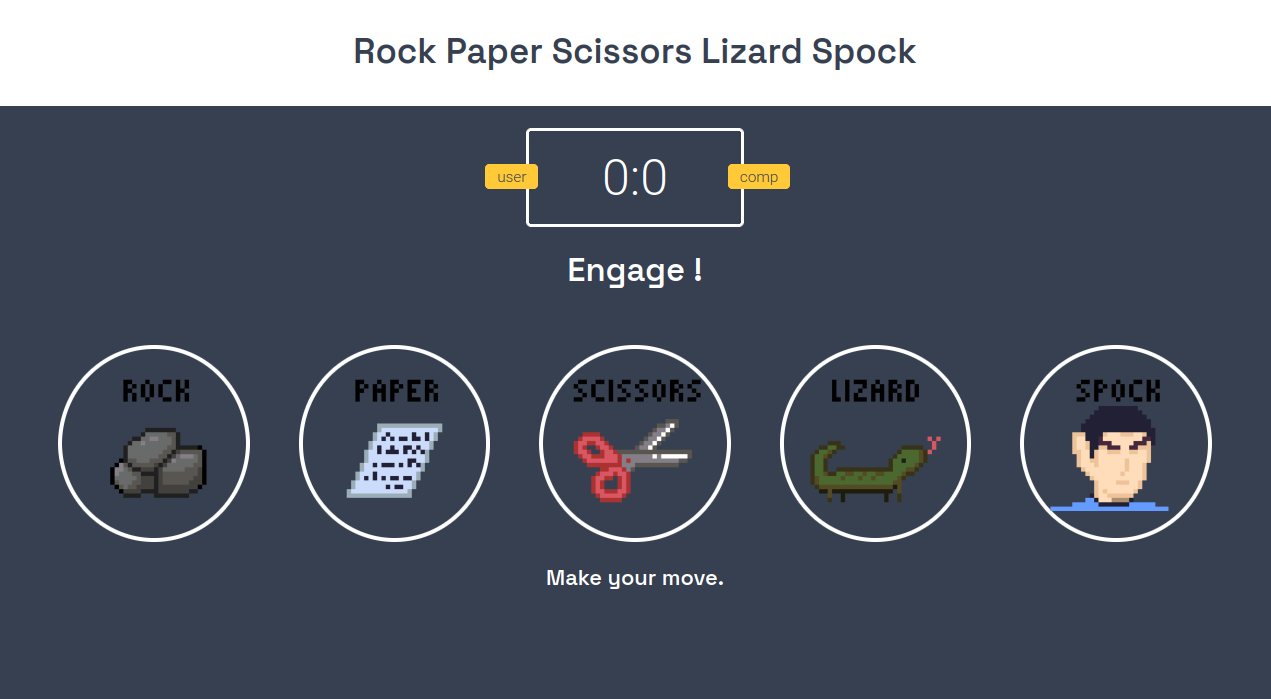 Rock Paper Scissors Lizard Spock
user
0:0
comp
Engage !
ROCK
PAPER
SCISSORS
LIZARD
SPOCK
Make your move.